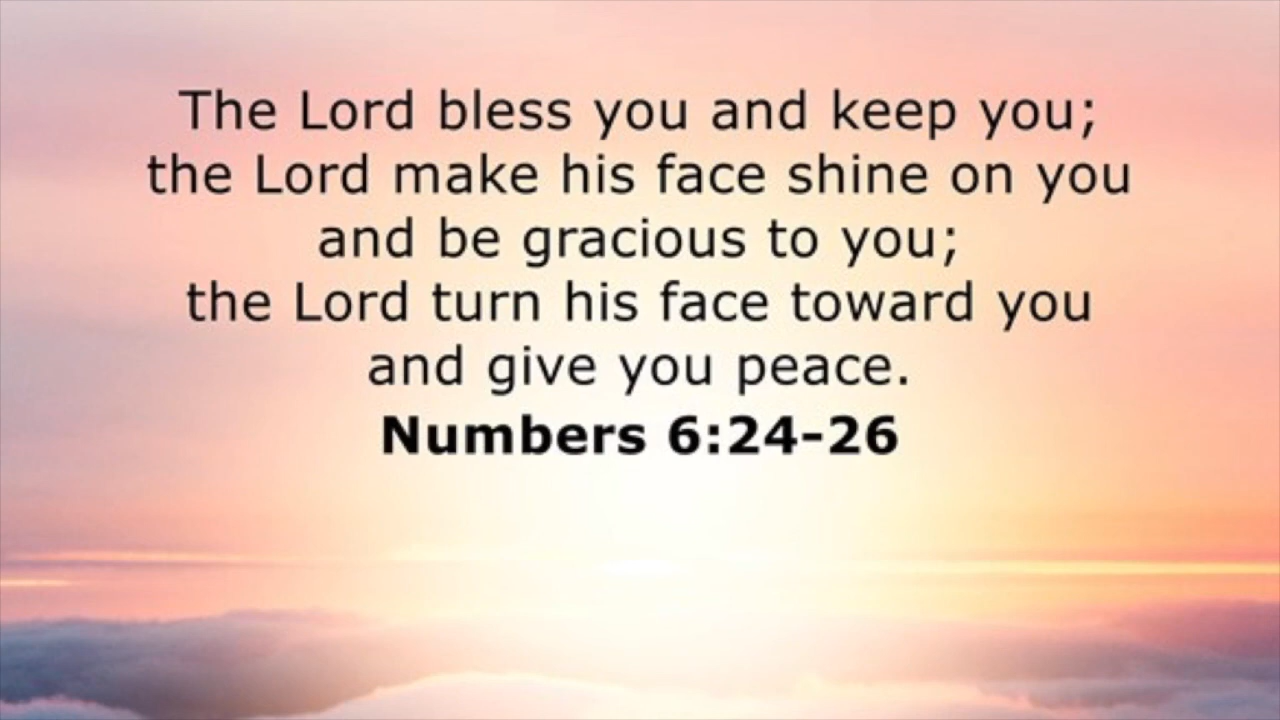 The Lord bless you and keep you;
the Lord make his face shine on you
and be gracious to you;
the Lord turn his face toward you
and give you peace.
Numbers 6:24-26